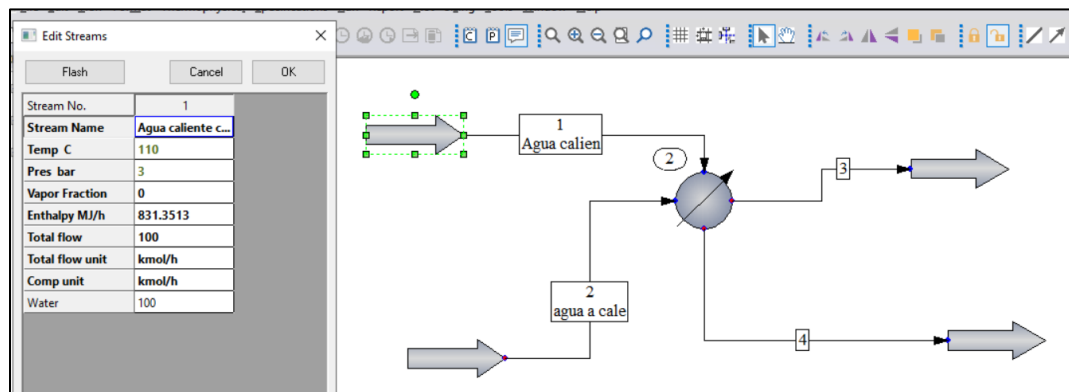 Edit Streams
Flash Cancel OK
Stream No. 1
Stream Name Agua caliente c...
Temp C 110
Pres bar 3
Vapor Fraction 0
Enthalpy MJ/h 831.3513
Total flow 100
Total flow unit kmol/h
Comp unit kmol/h
Water 100
C P
1
Agua calien
2
3
2
agua a cale
4